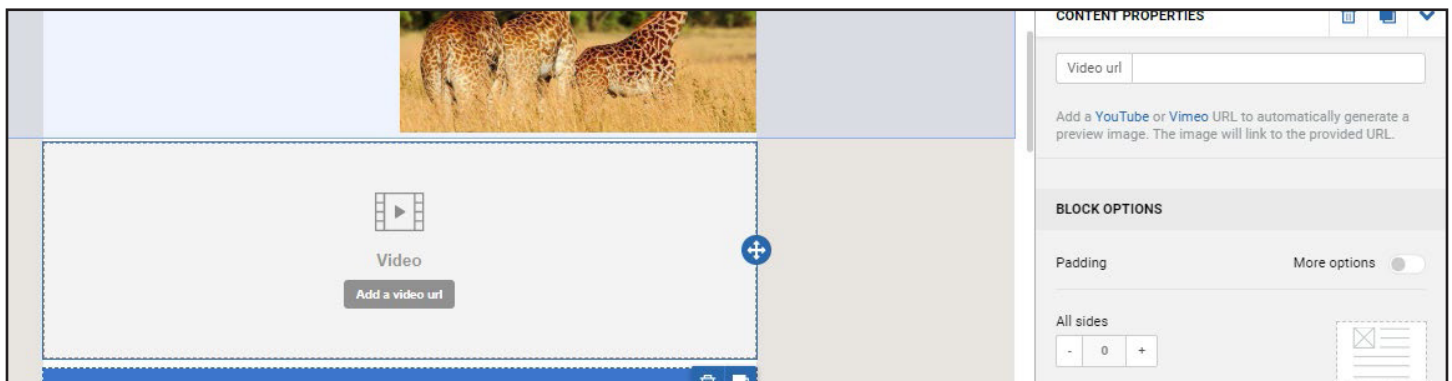 CONTENT PROPERTIES
Video url
Add a YouTube or Vimeo URL to automatically generate a
preview image. The image will link to the provided URL.
BLOCK OPTIONS
Padding
More options
All sides
- 0 +
Video
Add a video url